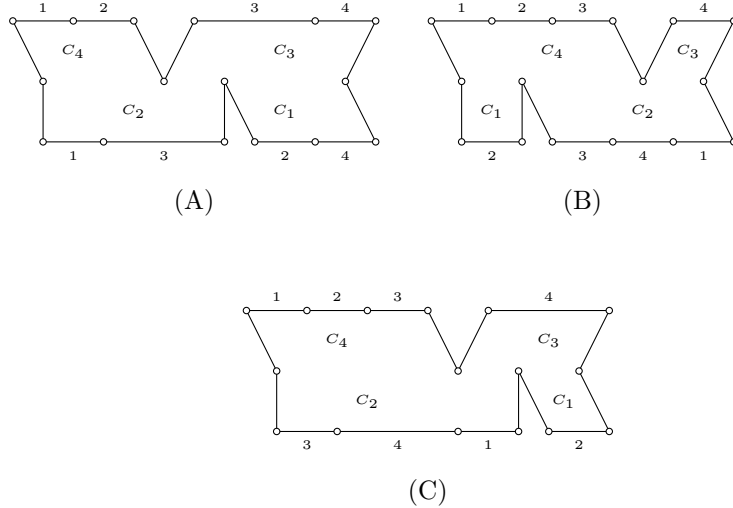 1 2 3 4
C4 C3
C2 C1
1 3 2 4
(A)
1 2 3 4
C4 C3
C1 C2
2 3 4 1
(B)
1 2 3 4
C4 C3
C2 C1
3 4 1 2
(C)